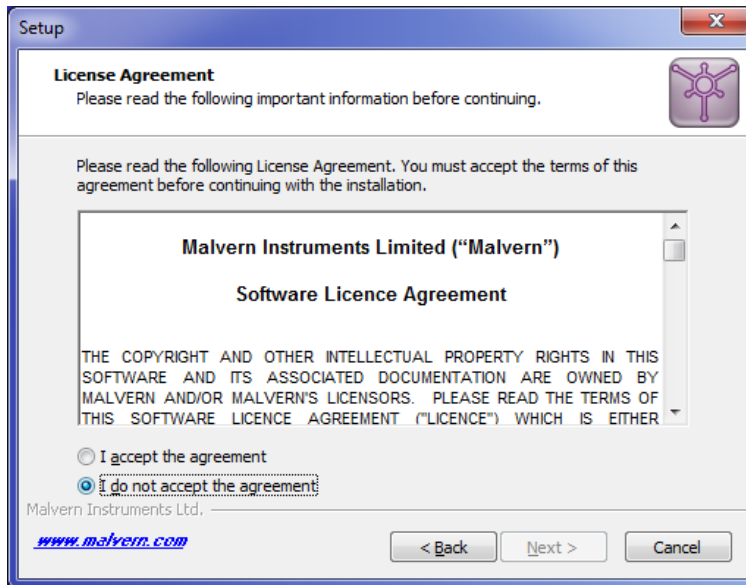 Setup
License Agreement
Please read the following important information before continuing.
Please read the following License Agreement. You must accept the terms of this
agreement before continuing with the installation.
Malvern Instruments Limited (“Malvern”)
Software Licence Agreement
THE COPYRIGHT AND OTHER INTELLECTUAL PROPERTY RIGHTS IN THIS
SOFTWARE AND ITS ASSOCIATED DOCUMENTATION ARE OWNED BY
MALVERN AND/OR MALVERN'S LICENSORS. PLEASE READ THE TERMS OF
THIS SOFTWARE LICENCE AGREEMENT ("LICENCE") WHICH IS EITHER
I accept the agreement
I do not accept the agreement
Malvern Instruments Ltd.
www.malvern.com
< Back
Next >
Cancel